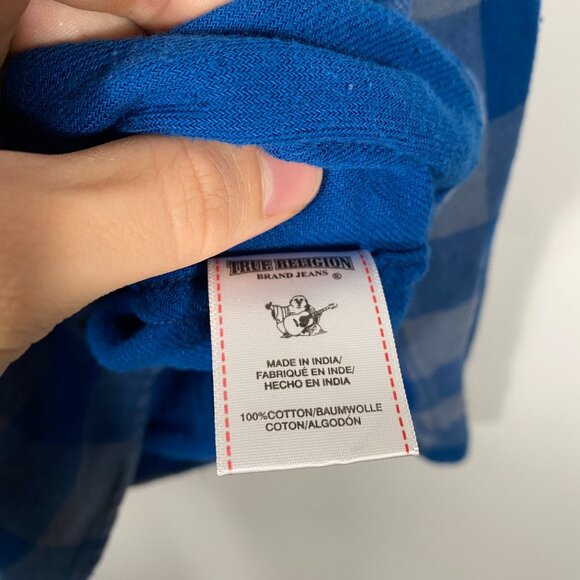 TRUE RELIGION
BRAND JEANS ®
MADE IN INDIA/
FABRIQUÉ EN INDE/
HECHO EN INDIA
100%COTTON/BAUMWOLLE
COTON/ALGODÓN